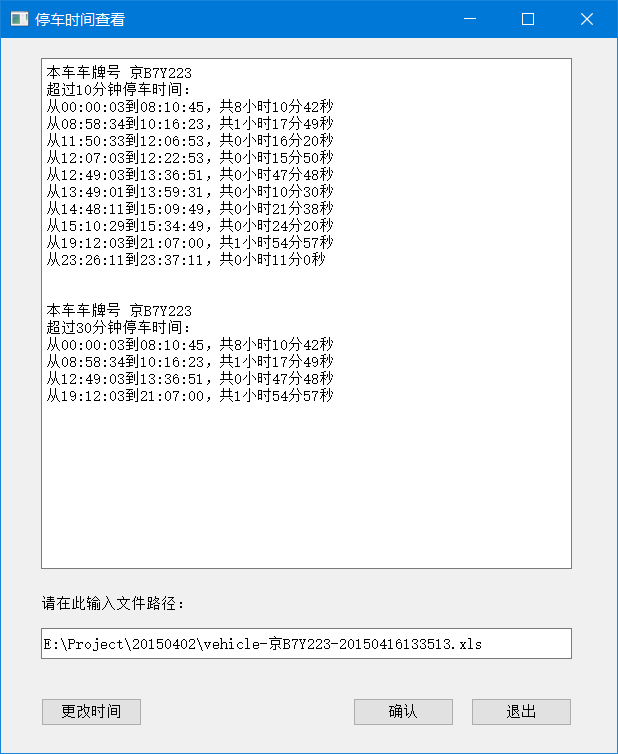 停车时间查看
本车车牌号 京B7Y223
超过10分钟停车时间:
从00:00:03到08:10:45, 共8小时10分42秒
从08:58:34到10:16:23, 共1小时17分49秒
从11:50:33到12:06:53, 共0小时16分20秒
从12:07:03到12:22:53, 共0小时15分50秒
从12:49:03到13:36:51, 共0小时47分48秒
从13:49:01到13:59:31, 共0小时10分30秒
从14:48:11到15:09:49, 共0小时21分38秒
从15:10:29到15:34:49, 共0小时24分20秒
从19:12:03到21:07:00, 共1小时54分57秒
从23:26:11到23:37:11, 共0小时11分0秒
本车车牌号 京B7Y223
超过30分钟停车时间:
从00:00:03到08:10:45, 共8小时10分42秒
从08:58:34到10:16:23, 共1小时17分49秒
从12:49:03到13:36:51, 共0小时47分48秒
从19:12:03到21:07:00, 共1小时54分57秒
请在此输入文件路径:
E:\Project\20150402\vehicle-京B7Y223-20150416133513.xls
更改时间 确认 退出